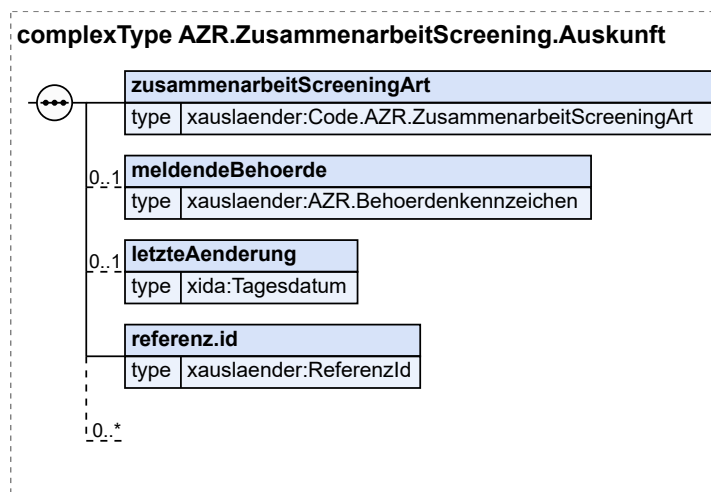 complexType AZR.ZusammenarbeitScreening.Auskunft
zusammenarbeitScreeningArt
type xauslaender:Code.AZR.ZusammenarbeitScreeningArt
0..1
meldendeBehoerde
type xauslaender:AZR.Behoerdenkennzeichen
0..1
letzteAenderung
type xida:Tagesdatum
referenz.id
type xauslaender:ReferenzId
0..*